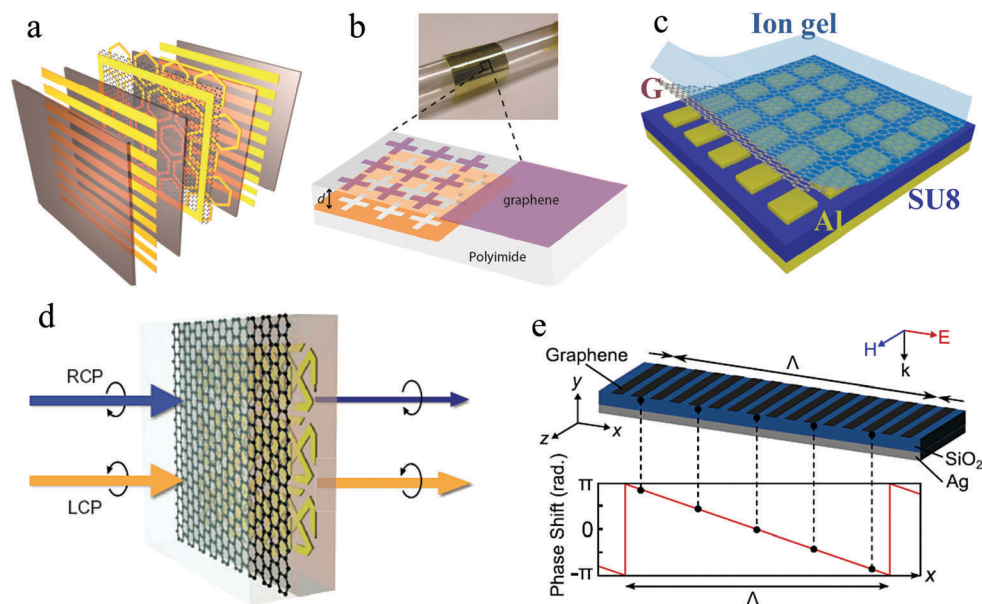 a
b
d
graphene
Polyimide
c
Ion gel
G
SU8
Al
d
RCP
LCP
e
H
E
k
Graphene
Λ
y
z
x
SiO₂
Ag
Phase Shift (rad.)
π
0
-π
x
Λ